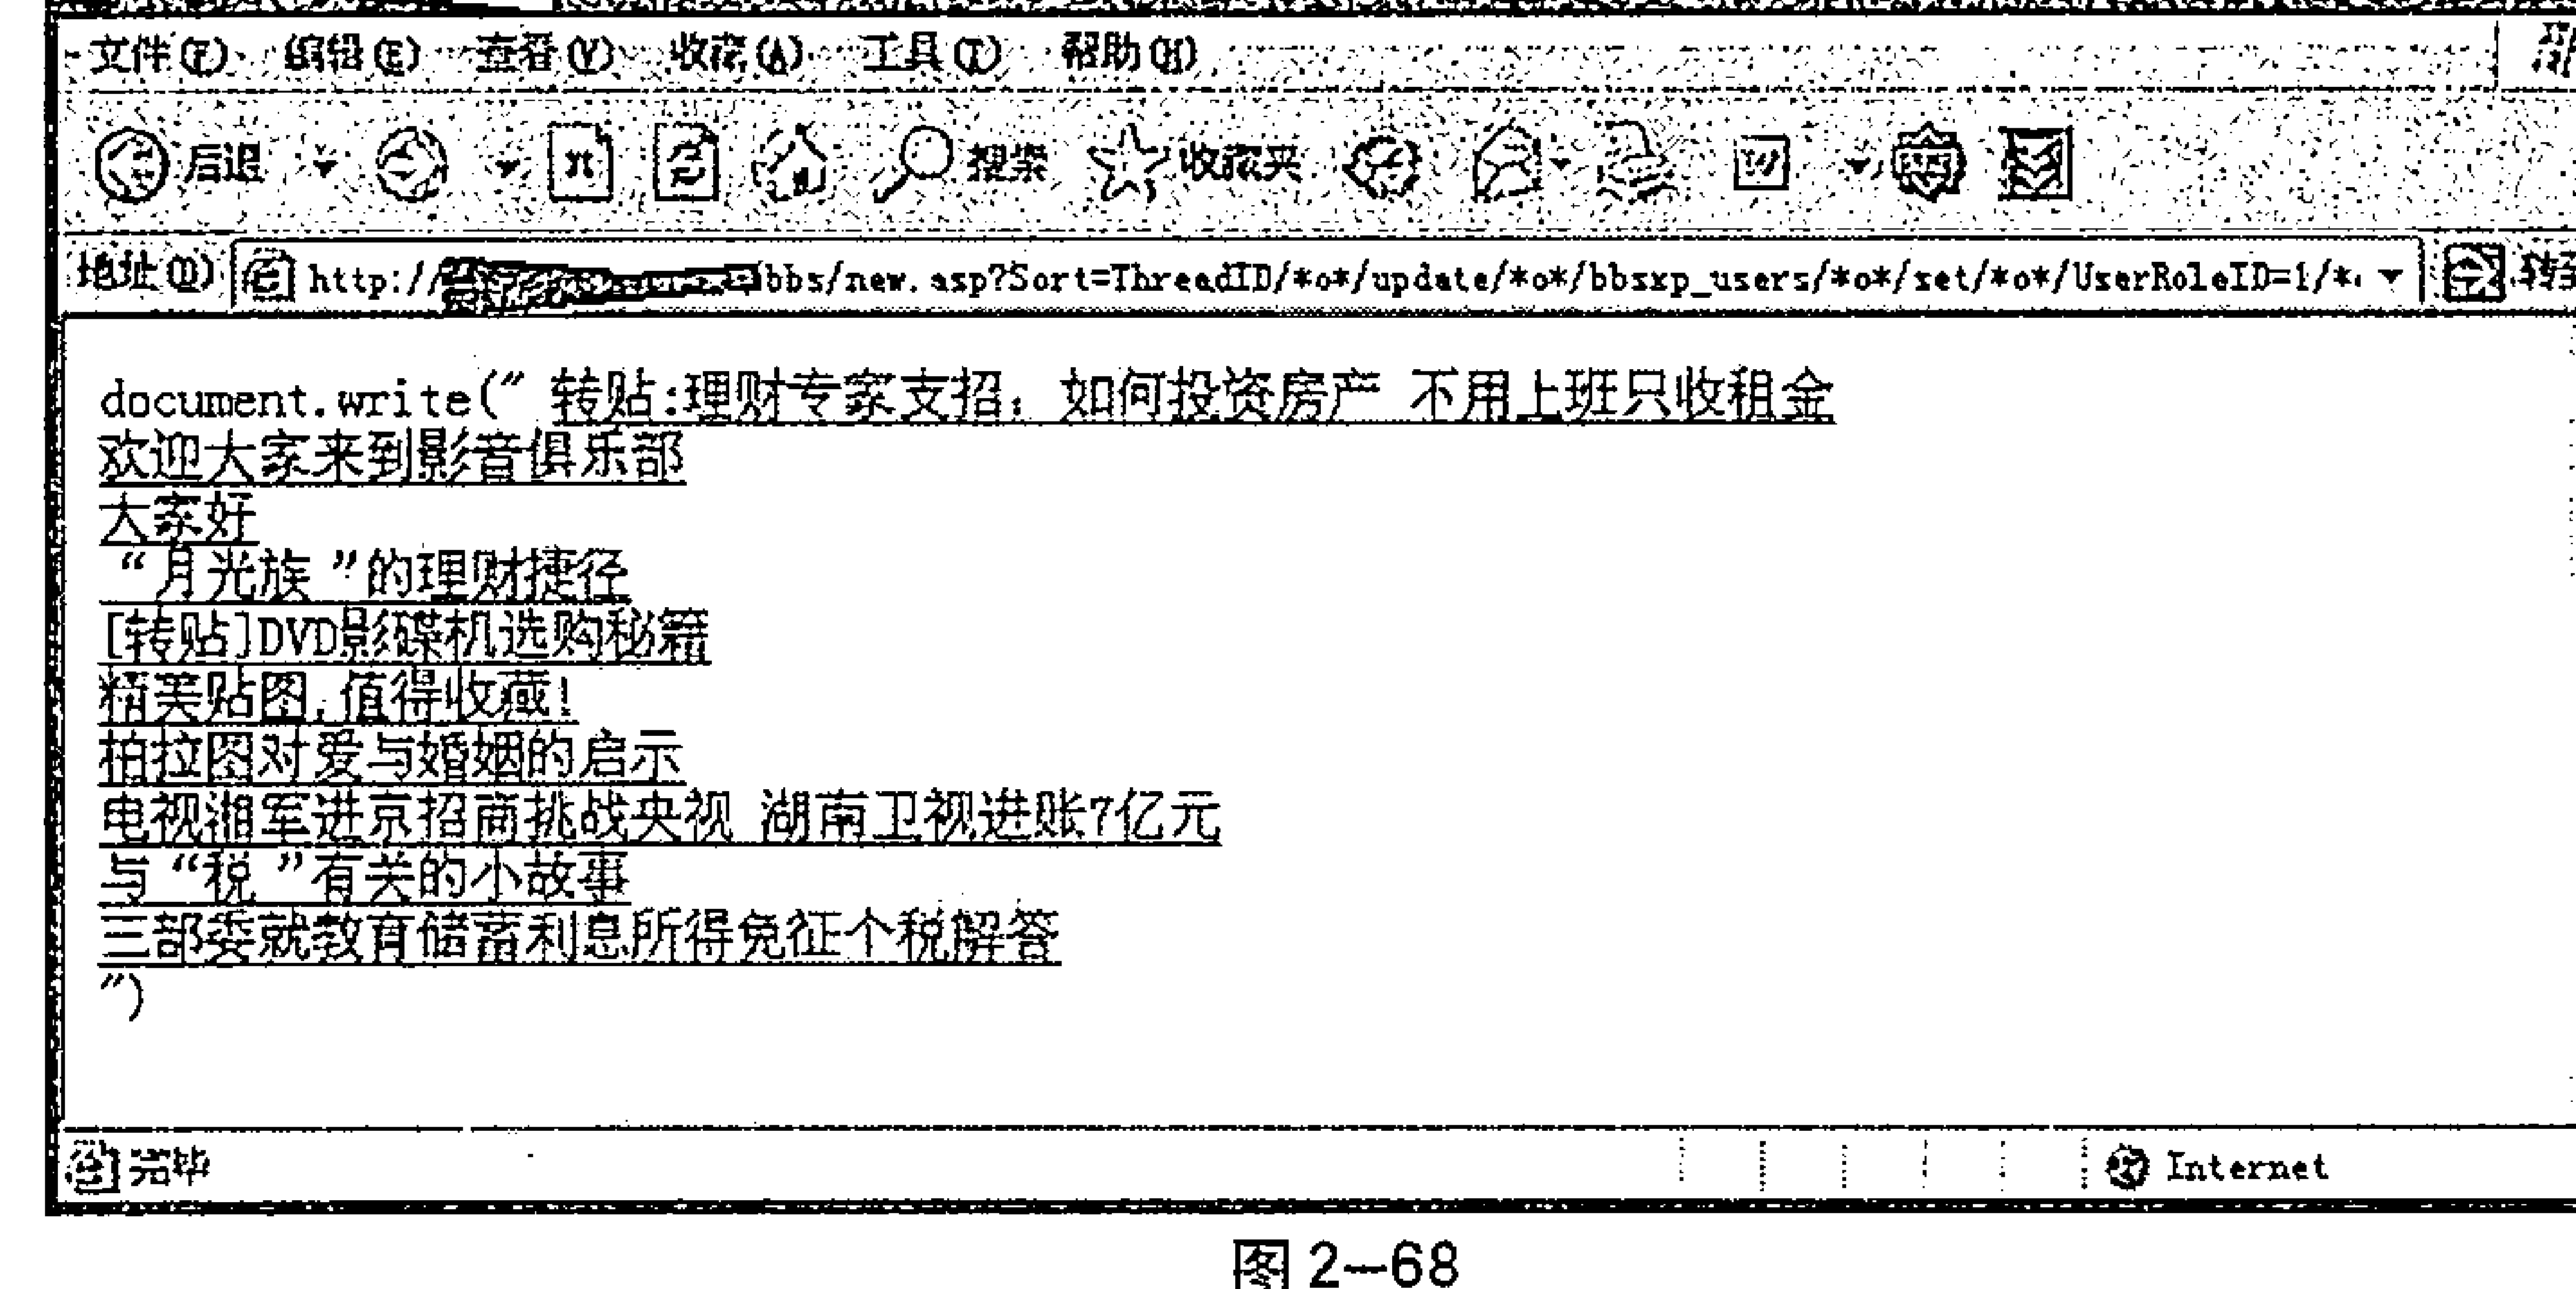 文件(F) 编辑(E) 查看(V) 收藏(A) 工具(T) 帮助(H)
后退 搜索 收藏夹
地址(D) http:// bbs/new.asp?Sort=ThreadID/*o*/update/*o*/bbsxp_users/*o*/set/*o*/UserRoleID=1/* 转到
document.write(" 转贴:理财专家支招：如何投资房产 不用上班只收租金
欢迎大家来到影音俱乐部
大家好
“月光族”的理财捷径
[转贴]DVD影碟机选购秘籍
精美贴图,值得收藏!
柏拉图对爱与婚姻的启示
电视湘军进京招商挑战央视 湖南卫视进账7亿元
与“税”有关的小故事
三部委就教育储蓄利息所得免征个税解答
")
完毕 Internet
图 2—68